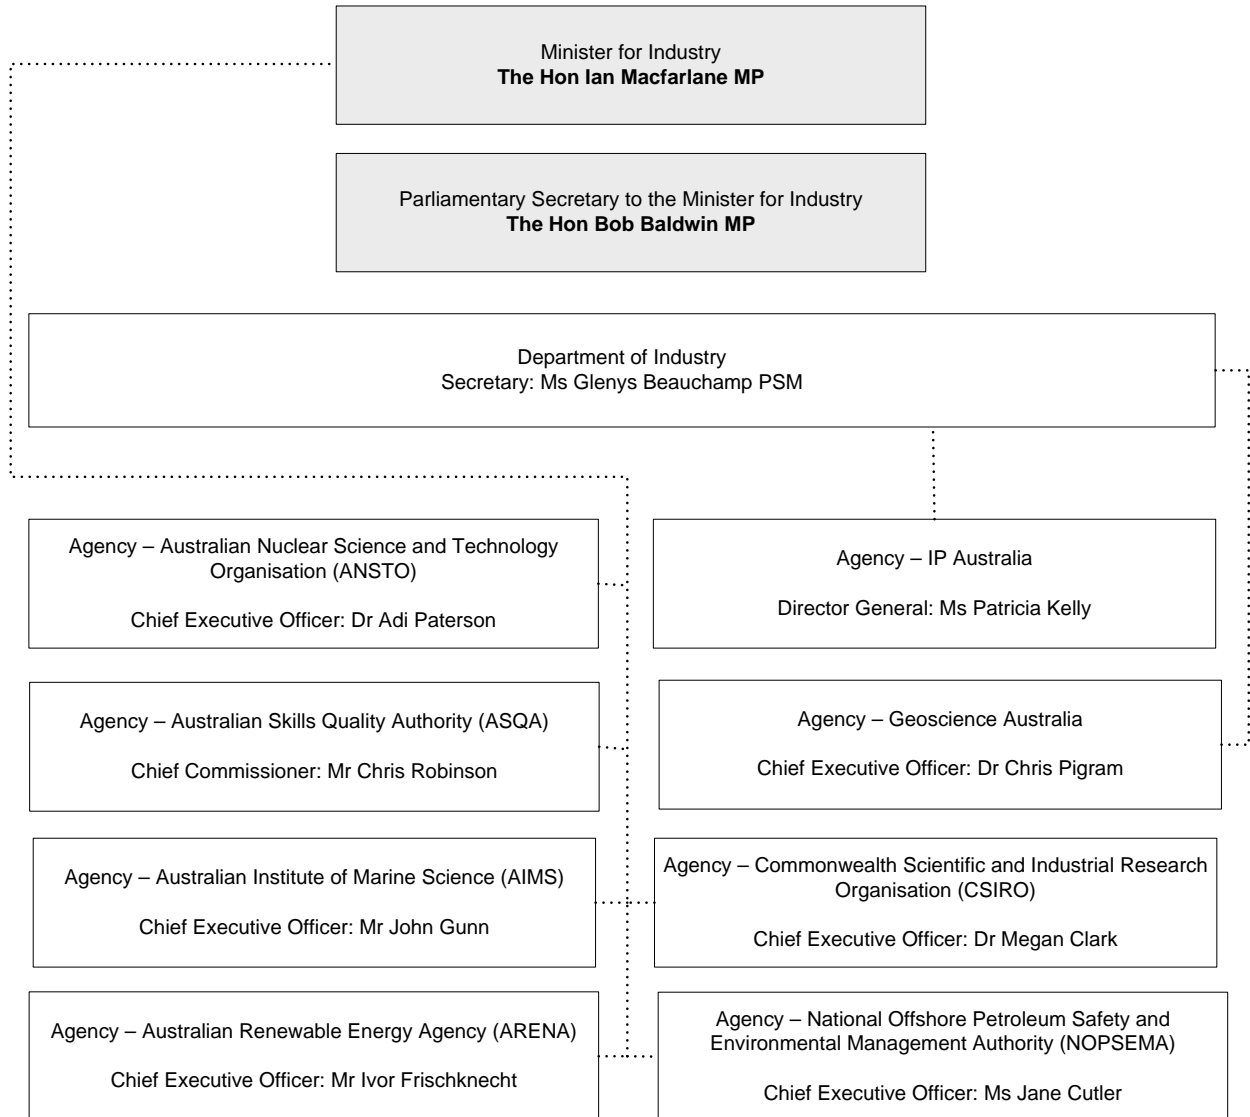 Minister for Industry
The Hon Ian Macfarlane MP
Parliamentary Secretary to the Minister for Industry
The Hon Bob Baldwin MP
Department of Industry
Secretary: Ms Glenys Beauchamp PSM
Agency – Australian Nuclear Science and Technology
Organisation (ANSTO)
Chief Executive Officer: Dr Adi Paterson
Agency – IP Australia
Director General: Ms Patricia Kelly
Agency – Australian Skills Quality Authority (ASQA)
Chief Commissioner: Mr Chris Robinson
Agency – Geoscience Australia
Chief Executive Officer: Dr Chris Pigram
Agency – Australian Institute of Marine Science (AIMS)
Chief Executive Officer: Mr John Gunn
Agency – Commonwealth Scientific and Industrial Research
Organisation (CSIRO)
Chief Executive Officer: Dr Megan Clark
Agency – Australian Renewable Energy Agency (ARENA)
Chief Executive Officer: Mr Ivor Frischknecht
Agency – National Offshore Petroleum Safety and
Environmental Management Authority (NOPSEMA)
Chief Executive Officer: Ms Jane Cutler